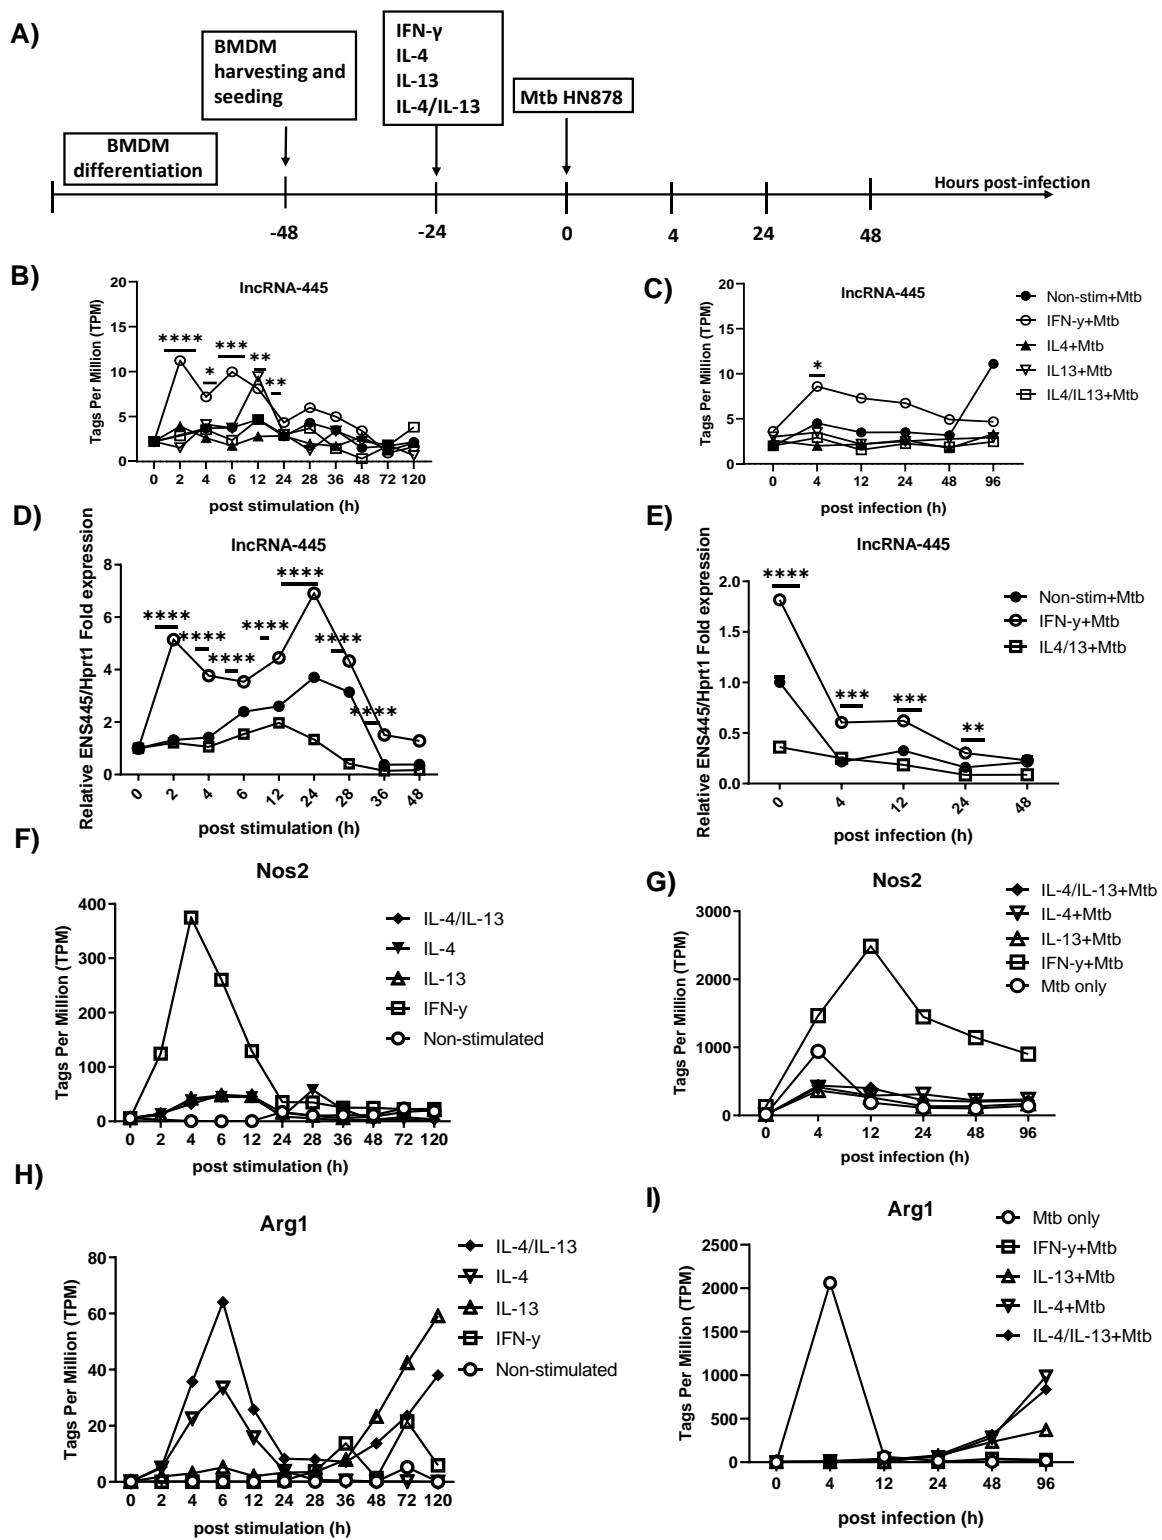 A)
BMDM
differentiation
BMDM
harvesting and
seeding
IFN-γ
IL-4
IL-13
IL-4/IL-13
Mtb HN878
Hours post-infection
-48
-24
0
4
24
48
B)
lncRNA-445
Tags Per Million (TPM)
20
15
10
5
0
****
*
***
**
**
0 2 4 6 12 24 28 36 48 72 120
post stimulation (h)
C)
lncRNA-445
Tags Per Million (TPM)
20
15
10
5
0
*
0 4 12 24 48 96
post infection (h)
Non-stim+Mtb
IFN-y+Mtb
IL4+Mtb
IL13+Mtb
IL4/IL13+Mtb
D)
lncRNA-445
Relative ENS445/Hprt1 Fold expression
8
6
4
2
0
****
****
****
****
****
****
****
0 2 4 6 12 24 28 36 48
post stimulation (h)
E)
lncRNA-445
Relative ENS445/Hprt1 Fold expression
2.0
1.5
1.0
0.5
0.0
****
***
***
**
0 4 12 24 48
post infection (h)
Non-stim+Mtb
IFN-y+Mtb
IL4/13+Mtb
F)
Nos2
Tags Per Million (TPM)
400
300
200
100
0
0 2 4 6 12 24 28 36 48 72 120
post stimulation (h)
IL-4/IL-13
IL-4
IL-13
IFN-y
Non-stimulated
G)
Nos2
Tags Per Million (TPM)
3000
2000
1000
0
0 4 12 24 48 96
post infection (h)
IL-4/IL-13+Mtb
IL-4+Mtb
IL-13+Mtb
IFN-y+Mtb
Mtb only
H)
Arg1
Tags Per Million (TPM)
80
60
40
20
0
0 2 4 6 12 24 28 36 48 72 120
post stimulation (h)
IL-4/IL-13
IL-4
IL-13
IFN-y
Non-stimulated
I)
Arg1
Tags Per Million (TPM)
2500
2000
1500
1000
500
0
0 4 12 24 48 96
post infection (h)
Mtb only
IFN-y+Mtb
IL-13+Mtb
IL-4+Mtb
IL-4/IL-13+Mtb